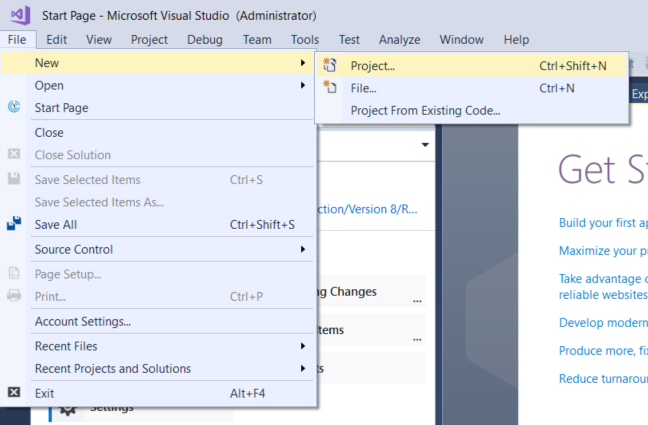 Start Page - Microsoft Visual Studio (Administrator)
File Edit View Project Debug Team Tools Test Analyze Window Help
New
Project... Ctrl+Shift+N
Open
File... Ctrl+N
Start Page
Project From Existing Code...
Close
Close Solution
Save Selected Items Ctrl+S
Save Selected Items As...
Save All Ctrl+Shift+S
Source Control
Page Setup...
Print... Ctrl+P
Account Settings...
Recent Files
Recent Projects and Solutions
Exit Alt+F4
Settings
ction/Version 8/R...
ng Changes
...
tems
...
ts
Exp
Get St
Build your first ap
Maximize your pr
Take advantage o
reliable websites
Develop modern
Produce more, fix
Reduce turnarou